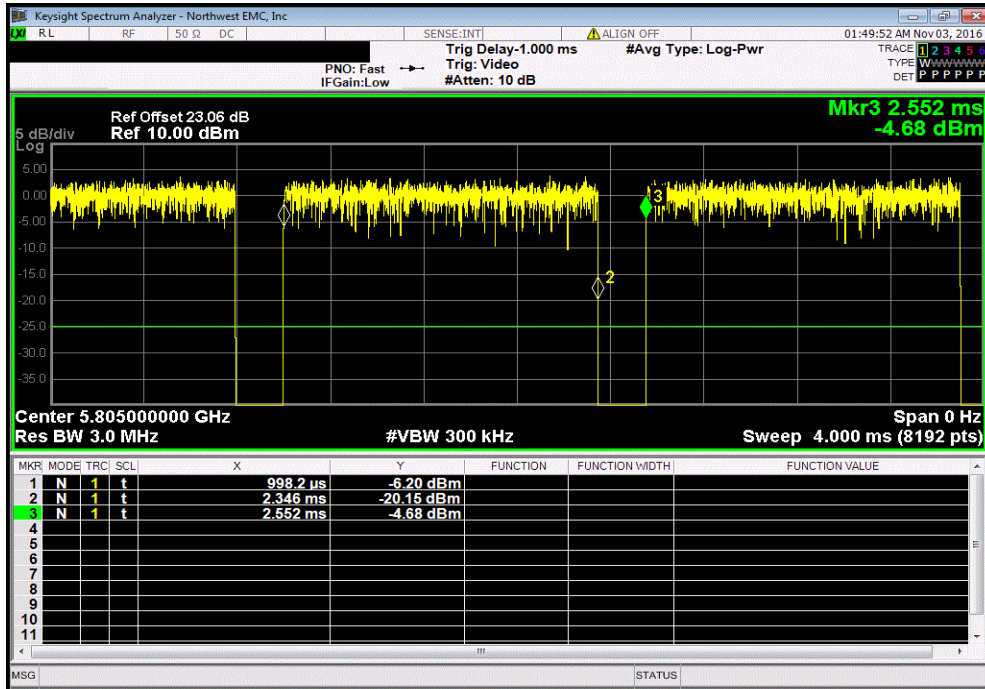 Keysight Spectrum Analyzer - Northwest EMC, Inc
LXI RL RF 50 Ω DC SENSE:INT ALIGN OFF 01:49:52 AM Nov 03, 2016
Trig Delay-1.000 ms #Avg Type: Log-Pwr TRACE 1 2 3 4 5 6
PNO: Fast Trig: Video TYPE WWWWWW
IFGain:Low #Atten: 10 dB DET P P P P P P
Mkr3 2.552 ms
-4.68 dBm
Ref Offset 23.06 dB
5 dB/div Ref 10.00 dBm
Log
5.00
0.00
-5.00
-10.0
-15.0
-20.0
-25.0
-30.0
-35.0
3
2
Center 5.805000000 GHz Span 0 Hz
Res BW 3.0 MHz #VBW 300 kHz Sweep 4.000 ms (8192 pts)
MKR MODE TRC SCL X Y FUNCTION FUNCTION WIDTH FUNCTION VALUE
1 N 1 t 998.2 µs -6.20 dBm
2 N 1 t 2.346 ms -20.15 dBm
3 N 1 t 2.552 ms -4.68 dBm
4
5
6
7
8
9
10
11
MSG STATUS